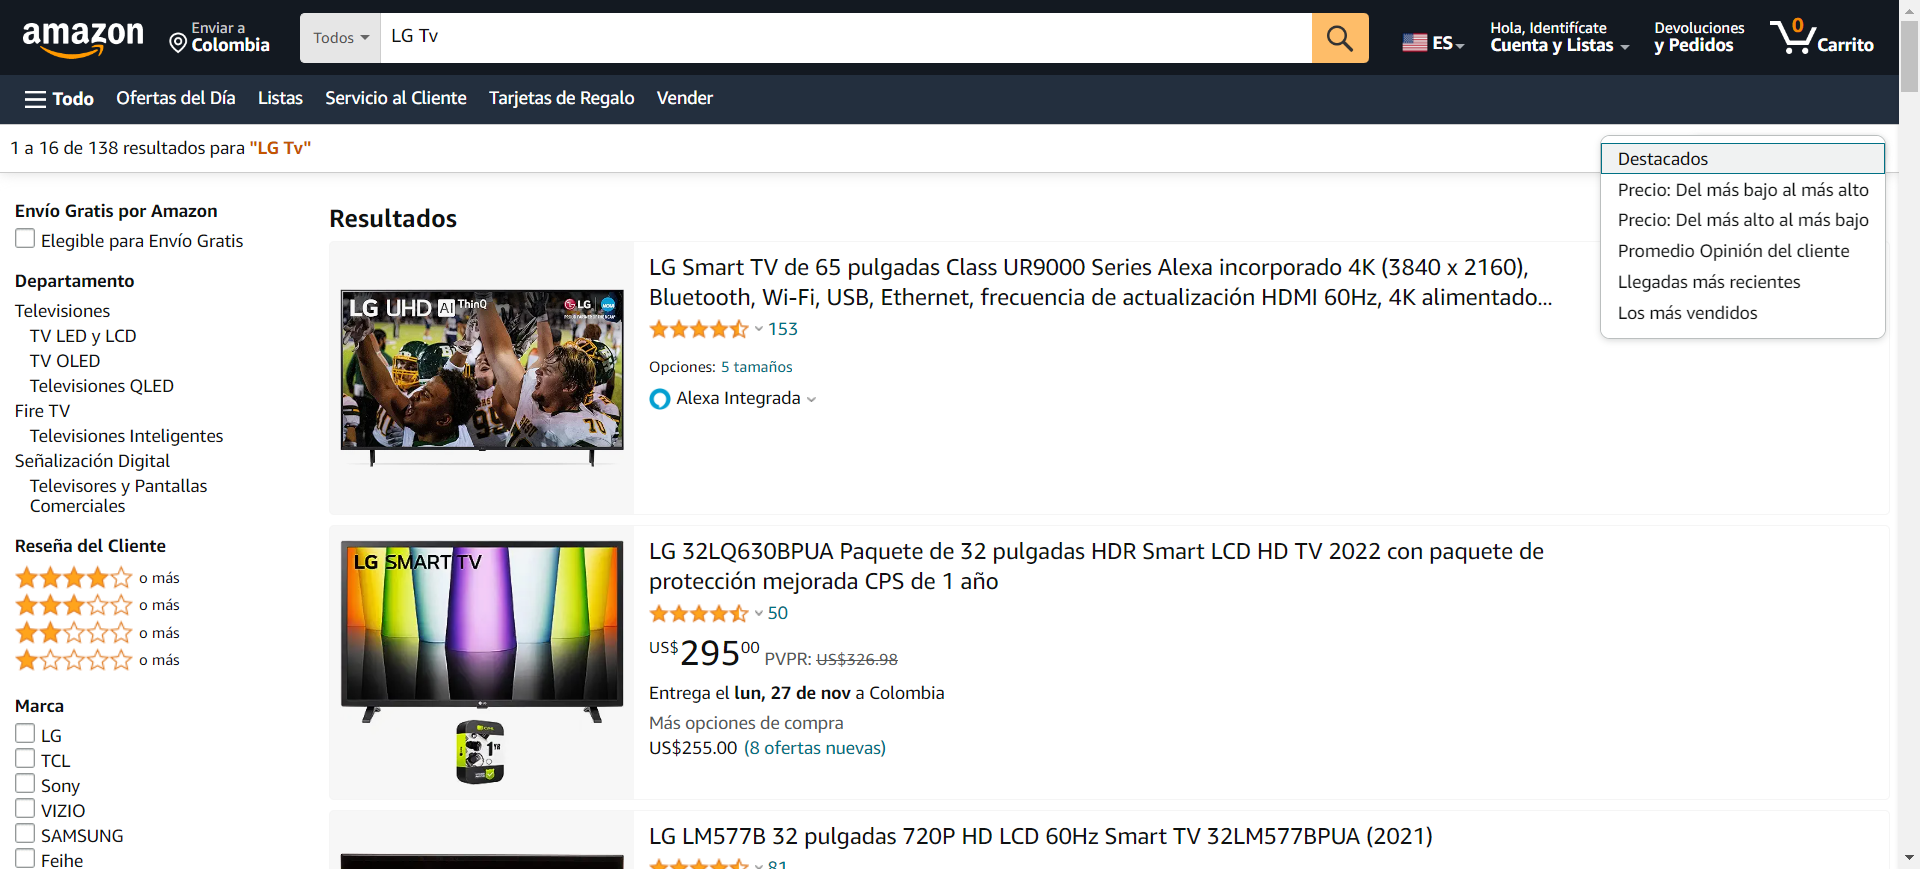 amazon
Enviar a
Colombia
Todos
LG Tv
ES
Hola, Identifícate
Cuenta y Listas
Devoluciones
y Pedidos
0
Carrito
Todo
Ofertas del Día
Listas
Servicio al Cliente
Tarjetas de Regalo
Vender
1 a 16 de 138 resultados para "LG Tv"
Destacados
Precio: Del más bajo al más alto
Precio: Del más alto al más bajo
Promedio Opinión del cliente
Llegadas más recientes
Los más vendidos
Envío Gratis por Amazon
Elegible para Envío Gratis
Departamento
Televisiones
TV LED y LCD
TV OLED
Televisiones QLED
Fire TV
Televisiones Inteligentes
Señalización Digital
Televisores y Pantallas
Comerciales
Reseña del Cliente
o más
o más
o más
o más
Marca
LG
TCL
Sony
VIZIO
SAMSUNG
Feihe
Resultados
LG UHD AI ThinQ
LG
70
LG Smart TV de 65 pulgadas Class UR9000 Series Alexa incorporado 4K (3840 x 2160),
Bluetooth, Wi-Fi, USB, Ethernet, frecuencia de actualización HDMI 60Hz, 4K alimentado...
153
Opciones: 5 tamaños
Alexa Integrada
LG SMART TV
1 YR
LG 32LQ630BPUA Paquete de 32 pulgadas HDR Smart LCD HD TV 2022 con paquete de
protección mejorada CPS de 1 año
50
US$29500 PVPR: US$326.98
Entrega el lun, 27 de nov a Colombia
Más opciones de compra
US$255.00 (8 ofertas nuevas)
LG LM577B 32 pulgadas 720P HD LCD 60Hz Smart TV 32LM577BPUA (2021)
81